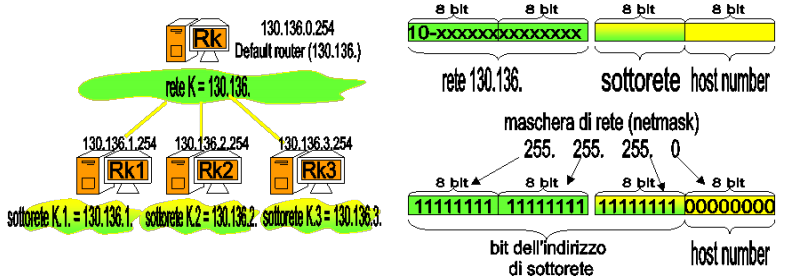 130.136.0.254
Default router (130.136.)
Rk
rete K = 130.136.
130.136.1.254
130.136.2.254
130.136.3.254
Rk1
Rk2
Rk3
sottorete K.1. = 130.136.1.
sottorete K.2 = 130.136.2.
sottorete K.3 = 130.136.3.
8 bit 8 bit 8 bit 8 bit
10-xxxxxxxxxxxxxx
rete 130.136. sottorete host number
maschera di rete (netmask)
255. 255. 255. 0
8 bit 8 bit 8 bit 8 bit
11111111 11111111 11111111 00000000
bit dell'indirizzo
di sottorete
host number